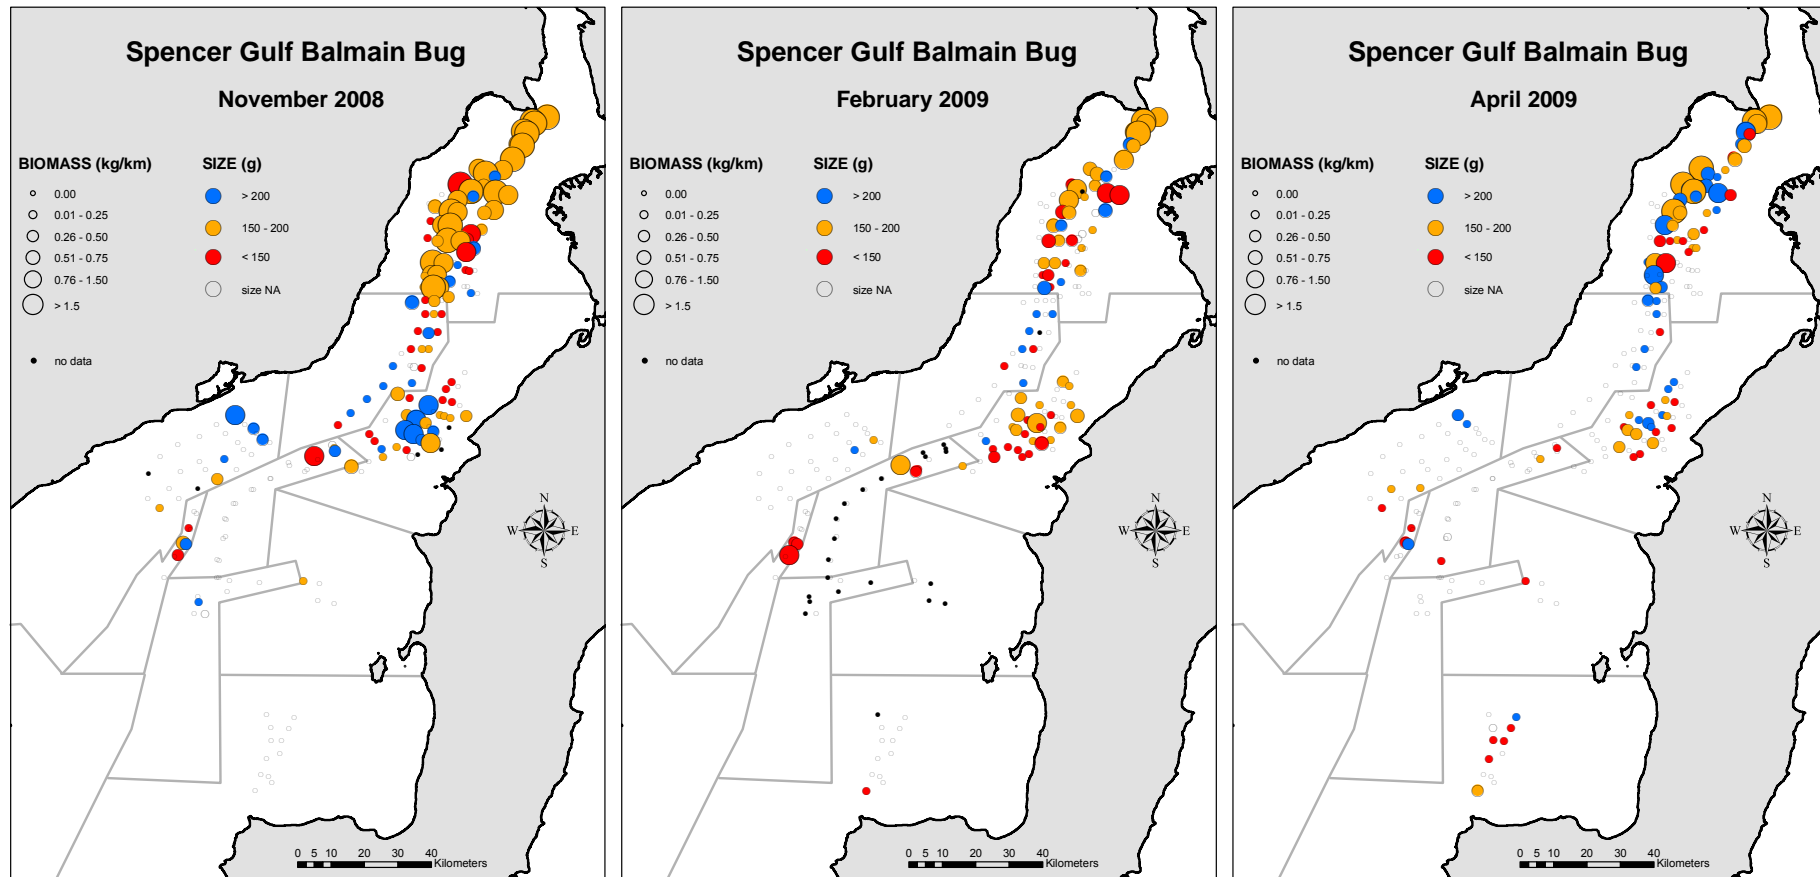 Spencer Gulf Balmain Bug
November 2008
BIOMASS (kg/km)
0.00
0.01 - 0.25
0.26 - 0.50
0.51 - 0.75
0.76 - 1.50
> 1.5
no data
SIZE (g)
> 200
150 - 200
< 150
size NA
N
W E
S
0 5 10 20 30 40
Kilometers
Spencer Gulf Balmain Bug
February 2009
BIOMASS (kg/km)
0.00
0.01 - 0.25
0.26 - 0.50
0.51 - 0.75
0.76 - 1.50
> 1.5
no data
SIZE (g)
> 200
150 - 200
< 150
size NA
N
W E
S
0 5 10 20 30 40
Kilometers
Spencer Gulf Balmain Bug
April 2009
BIOMASS (kg/km)
0.00
0.01 - 0.25
0.26 - 0.50
0.51 - 0.75
0.76 - 1.50
> 1.5
no data
SIZE (g)
> 200
150 - 200
< 150
size NA
N
W E
S
0 5 10 20 30 40
Kilometers